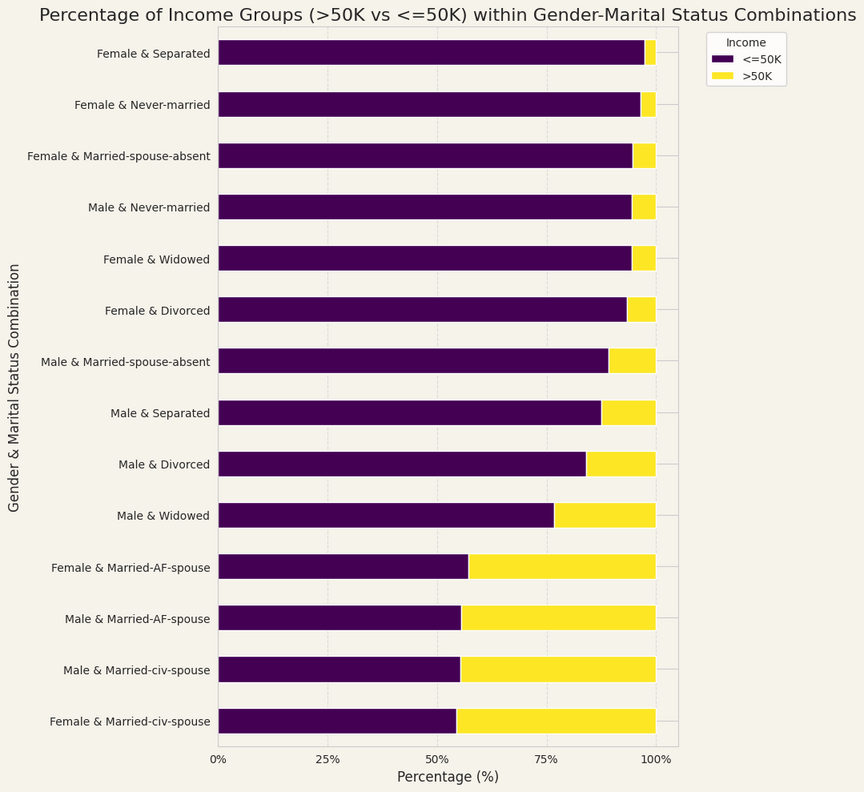 Percentage of Income Groups (>50K vs <=50K) within Gender-Marital Status Combinations
Income
<=50K
>50K
Gender & Marital Status Combination
Female & Separated
Female & Never-married
Female & Married-spouse-absent
Male & Never-married
Female & Widowed
Female & Divorced
Male & Married-spouse-absent
Male & Separated
Male & Divorced
Male & Widowed
Female & Married-AF-spouse
Male & Married-AF-spouse
Male & Married-civ-spouse
Female & Married-civ-spouse
0% 25% 50% 75% 100%
Percentage (%)